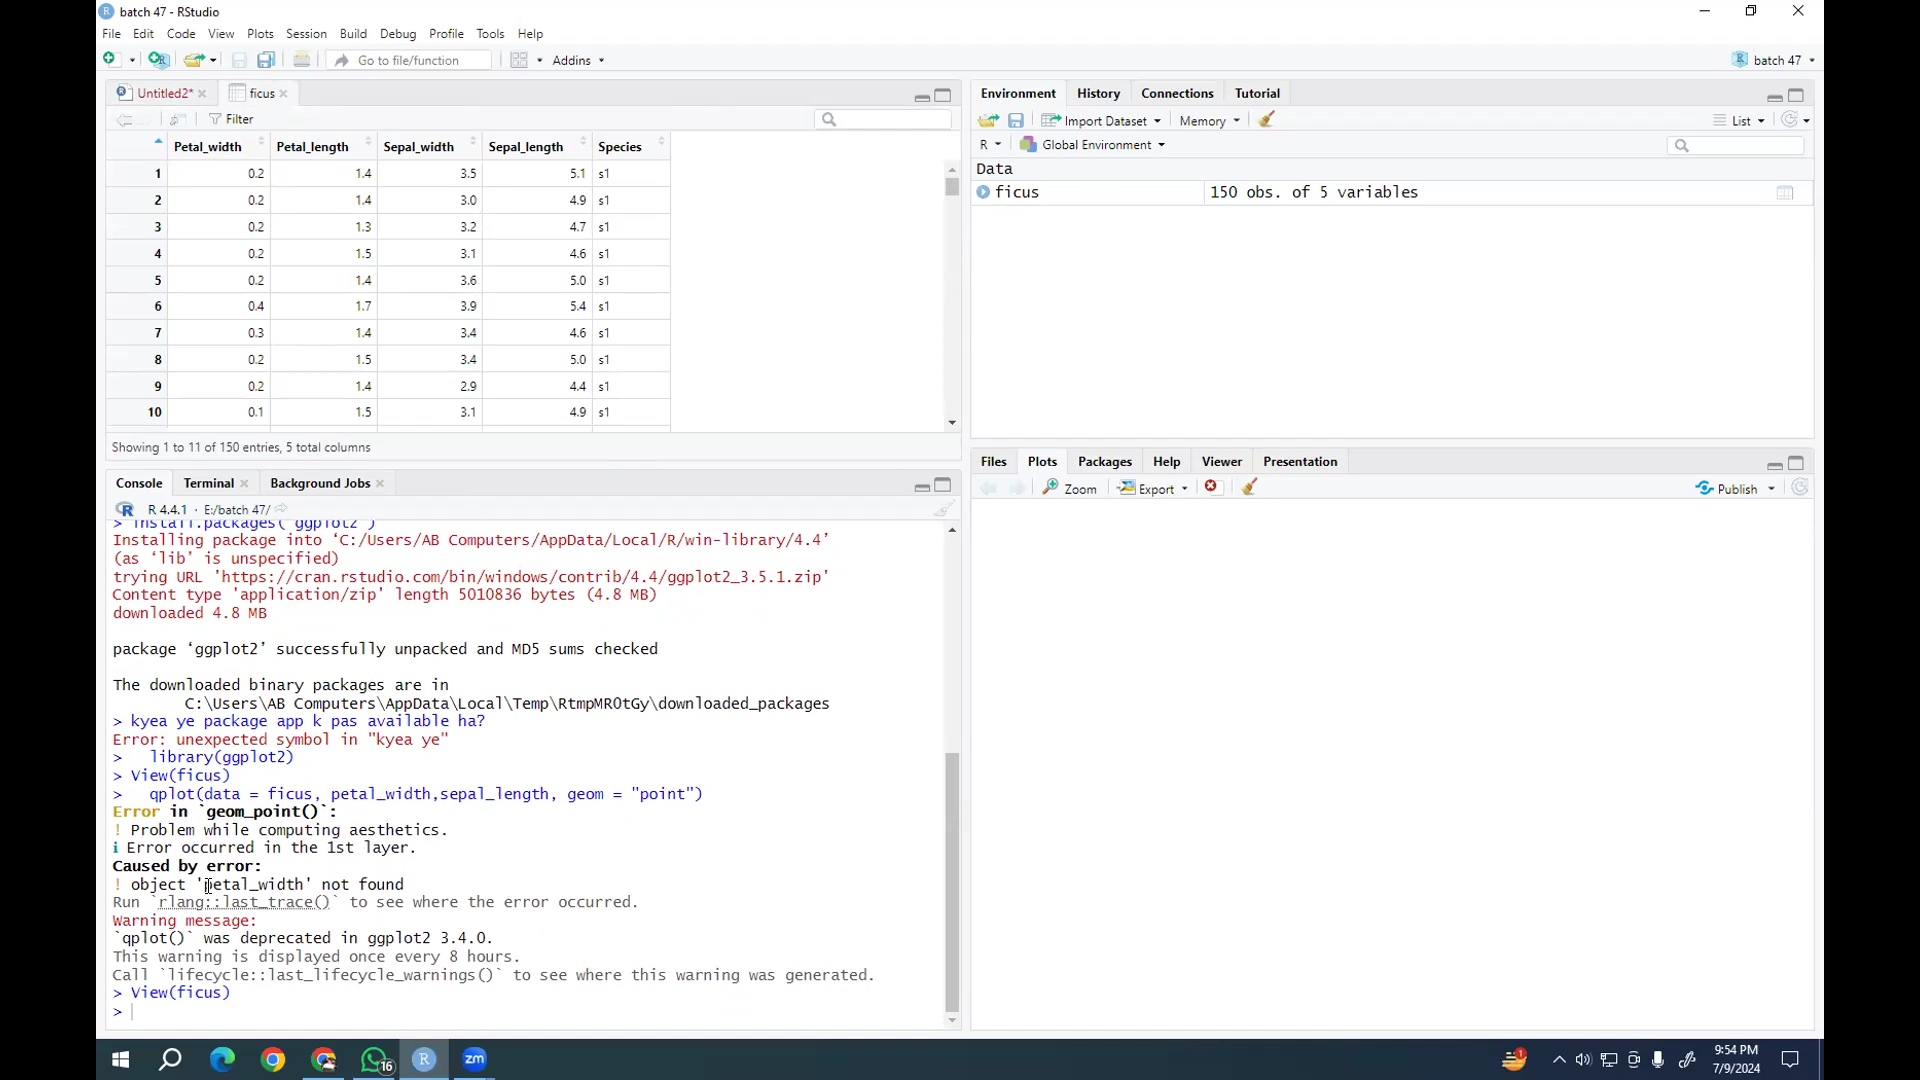 batch 47 - RStudio
File Edit Code View Plots Session Build Debug Profile Tools Help
Go to file/function Addins batch 47
Untitled2* ficus
Filter
Petal_width Petal_length Sepal_width Sepal_length Species
1 0.2 1.4 3.5 5.1 s1
2 0.2 1.4 3.0 4.9 s1
3 0.2 1.3 3.2 4.7 s1
4 0.2 1.5 3.1 4.6 s1
5 0.2 1.4 3.6 5.0 s1
6 0.4 1.7 3.9 5.4 s1
7 0.3 1.4 3.4 4.6 s1
8 0.2 1.5 3.4 5.0 s1
9 0.2 1.4 2.9 4.4 s1
10 0.1 1.5 3.1 4.9 s1
Showing 1 to 11 of 150 entries, 5 total columns
Console Terminal Background Jobs
R 4.4.1 · E:/batch 47/
> install.packages("ggplot2")
Installing package into ‘C:/Users/AB Computers/AppData/Local/R/win-library/4.4’
(as ‘lib’ is unspecified)
trying URL 'https://cran.rstudio.com/bin/windows/contrib/4.4/ggplot2_3.5.1.zip'
Content type 'application/zip' length 5010836 bytes (4.8 MB)
downloaded 4.8 MB
package ‘ggplot2’ successfully unpacked and MD5 sums checked
The downloaded binary packages are in
C:\Users\AB Computers\AppData\Local\Temp\RtmpMR0tGy\downloaded_packages
> kyea ye package app k pas available ha?
Error: unexpected symbol in "kyea ye"
> library(ggplot2)
> View(ficus)
> qplot(data = ficus, petal_width,sepal_length, geom = "point")
Error in `geom_point()`:
! Problem while computing aesthetics.
i Error occurred in the 1st layer.
Caused by error:
! object 'petal_width' not found
Run `rlang::last_trace()` to see where the error occurred.
Warning message:
`qplot()` was deprecated in ggplot2 3.4.0.
This warning is displayed once every 8 hours.
Call `lifecycle::last_lifecycle_warnings()` to see where this warning was generated.
> View(ficus)
>
Environment History Connections Tutorial
Import Dataset Memory List
R Global Environment
Data
ficus 150 obs. of 5 variables
Files Plots Packages Help Viewer Presentation
Zoom Export Publish
16 R zm 1 9:54 PM
7/9/2024